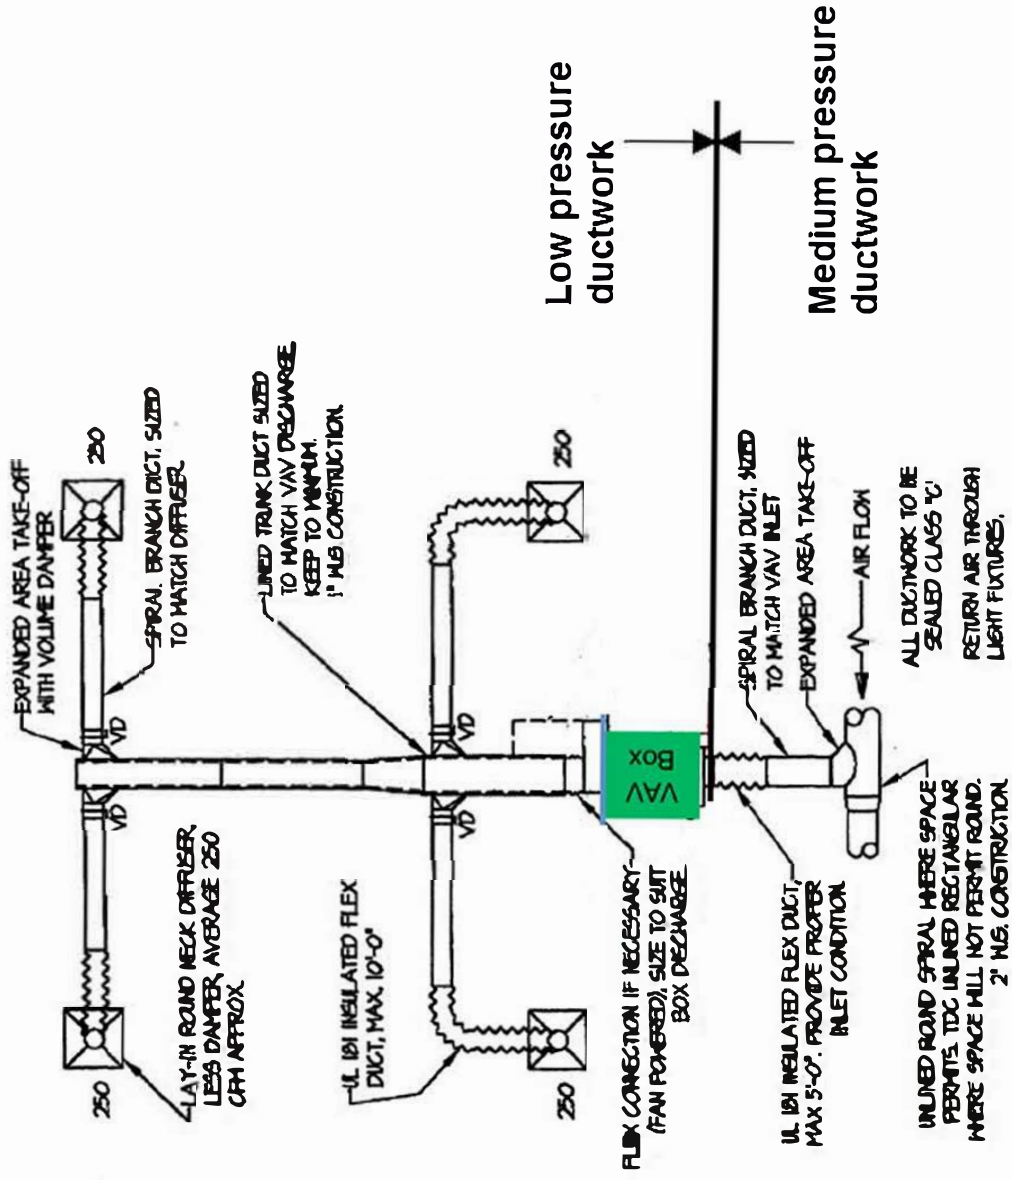 EXPANDED AREA TAKE-OFF
WITH VOLUME DAMPER
250
VD
VD
250
SPIRAL BRANCH DUCT, SIZED
TO MATCH DIFFUSER
LAY-IN ROUND NECK DIFFUSER,
LESS DAMPER, AVERAGE 250
CFM APPROX.
LINED TRUNK DUCT SIZED
TO MATCH VAV DISCHARGE.
KEEP TO MINIMUM.
1" W.G. CONSTRUCTION.
UL 181 INSULATED FLEX
DUCT, MAX. 10'-0"
VD
VD
250
250
Low pressure
ductwork
Medium pressure
ductwork
FLEX CONNECTION IF NECESSARY
(FAN POWERED), SIZE TO SUIT
BOX DISCHARGE
VAV
Box
UL 181 INSULATED FLEX DUCT,
MAX 5'-0". PROVIDE PROPER
INLET CONDITION
SPIRAL BRANCH DUCT, SIZED
TO MATCH VAV INLET
EXPANDED AREA TAKE-OFF
AIR FLOW
UNLINED ROUND SPIRAL WHERE SPACE
PERMITS. TDC UNLINED RECTANGULAR
WHERE SPACE WILL NOT PERMIT ROUND.
2" W.G. CONSTRUCTION
ALL DUCTWORK TO BE
SEALED CLASS "C"
RETURN AIR THROUGH
LIGHT FIXTURES.